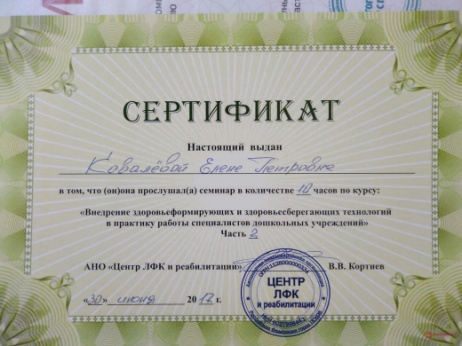 СЕРТИФИКАТ
Настоящий выдан
Ковалёвой Елене Петровне
в том, что (он)она прослушал(а) семинар в количестве 10 часов по курсу:
«Внедрение здоровьеформирующих и здоровьесберегающих технологий
в практику работы специалистов дошкольных учреждений»
Часть 2
АНО «Центр ЛФК и реабилитации» В.В. Кортиев
ЦЕНТР
ЛФК
и реабилитации
«30» июня 2017 г.